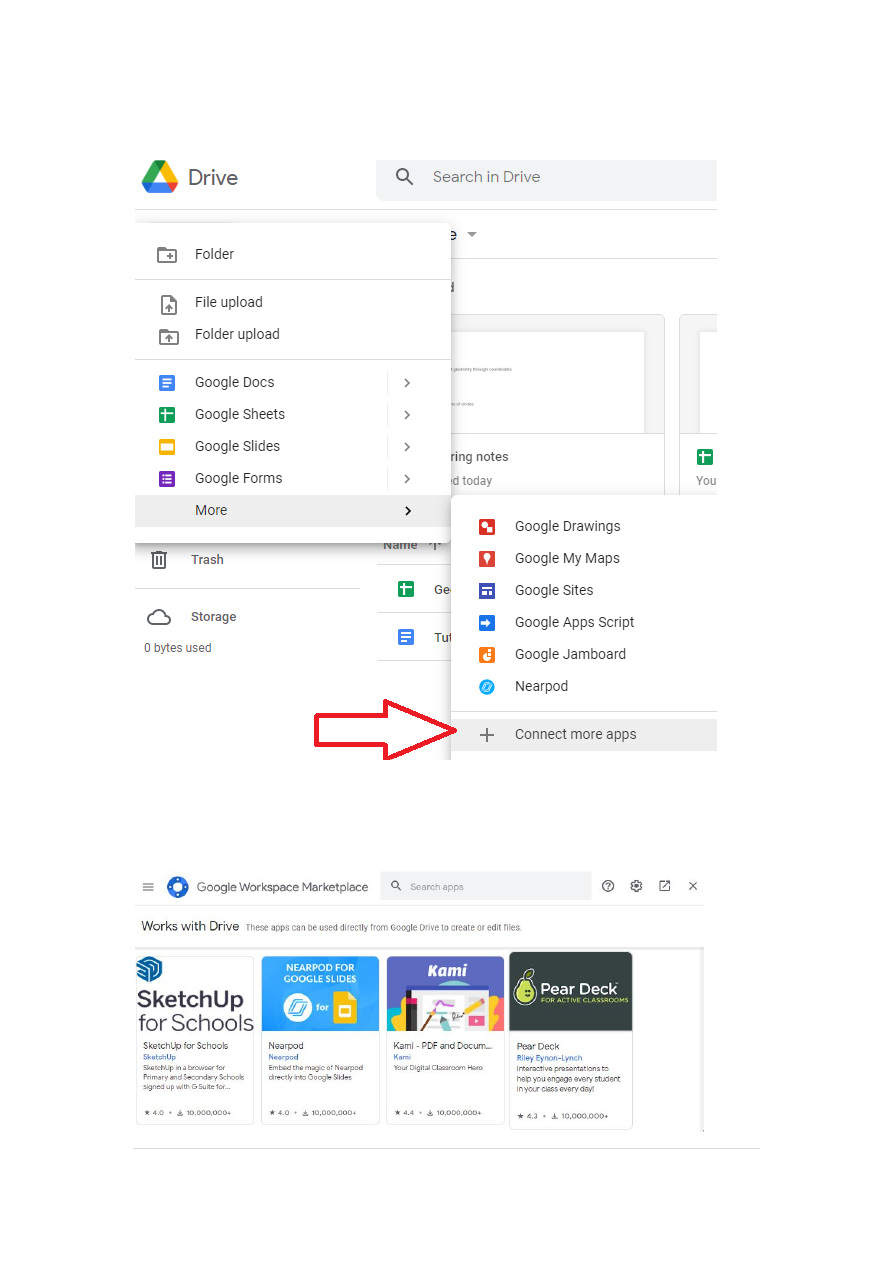 Drive
Search in Drive
e
Folder
d
File upload
Folder upload
geometry through coordinates
Google Docs
of circles
Google Sheets
Google Slides
ring notes
Google Forms
ed today
You
More
Google Drawings
Name
Trash
Google My Maps
Ge
Google Sites
Storage
Google Apps Script
Tut
0 bytes used
Google Jamboard
Nearpod
Connect more apps
Google Workspace Marketplace
Search apps
Works with Drive These apps can be used directly from Google Drive to create or edit files.
SketchUp
for Schools
SketchUp for Schools
SketchUp
SketchUp in a browser for
Primary and Secondary Schools
signed up with G Suite for...
4.0 • 10,000,000+
NEARPOD FOR
GOOGLE SLIDES
for
Nearpod
Nearpod
Embed the magic of Nearpod
directly into Google Slides
4.0 • 10,000,000+
Kami
Kami - PDF and Docum...
Kami
Your Digital Classroom Hero
4.4 • 10,000,000+
Pear Deck
FOR ACTIVE CLASSROOMS
Pear Deck
Riley Eynon-Lynch
Interactive presentations to
help you engage every student
in your class every day!
4.3 • 10,000,000+